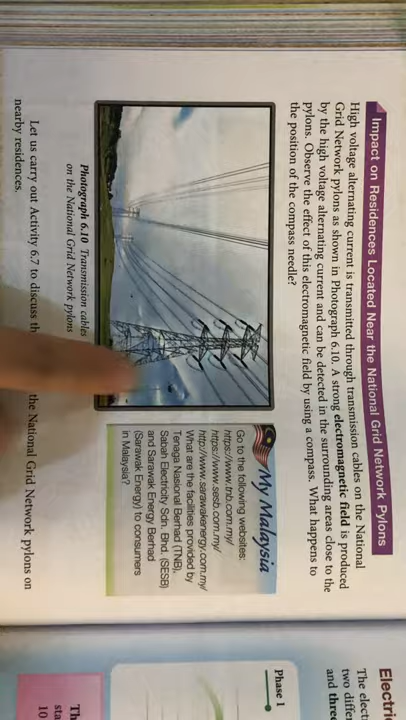 Impact on Residences Located Near the National Grid Network Pylons
High voltage alternating current is transmitted through transmission cables on the National
Grid Network pylons as shown in Photograph 6.10. A strong electromagnetic field is produced
by the high voltage alternating current and can be detected in the surrounding areas close to the
pylons. Observe the effect of this electromagnetic field by using a compass. What happens to
the position of the compass needle?
My Malaysia
Go to the following websites:
https://www.tnb.com.my/
https://www.sesb.com.my/
http://www.sarawakenergy.com.my/
What are the facilities provided by
Tenaga Nasional Berhad (TNB),
Sabah Electricity Sdn. Bhd. (SESB)
and Sarawak Energy Berhad
(Sarawak Energy) to consumers
in Malaysia?
Photograph 6.10 Transmission cables
on the National Grid Network pylons
Let us carry out Activity 6.7 to discuss the National Grid Network pylons on
nearby residences.
The
two
and
Phase 1
10